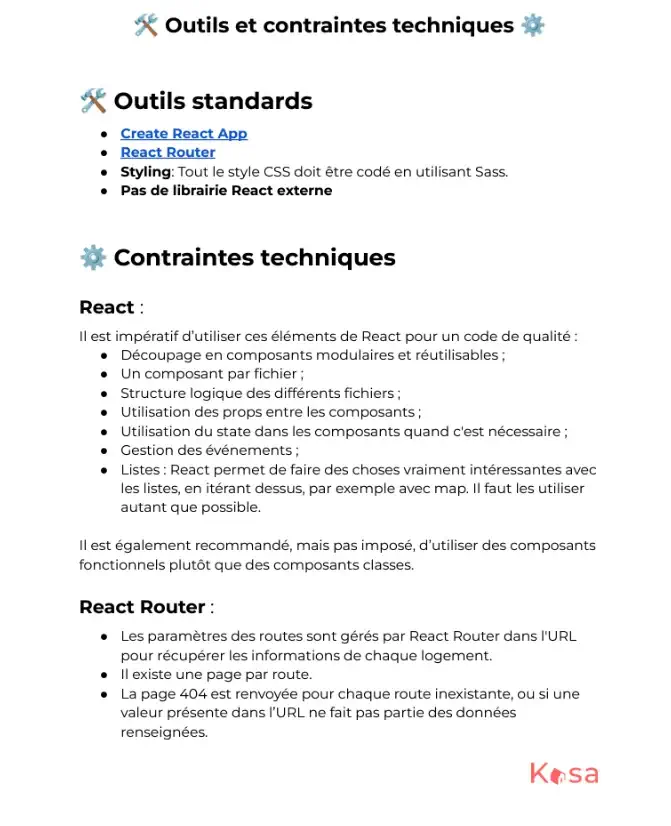 🛠️ Outils et contraintes techniques ⚙️
🛠️ Outils standards
● Create React App
● React Router
● Styling: Tout le style CSS doit être codé en utilisant Sass.
● Pas de librairie React externe
⚙️ Contraintes techniques
React :
Il est impératif d’utiliser ces éléments de React pour un code de qualité :
● Découpage en composants modulaires et réutilisables ;
● Un composant par fichier ;
● Structure logique des différents fichiers ;
● Utilisation des props entre les composants ;
● Utilisation du state dans les composants quand c'est nécessaire ;
● Gestion des événements ;
● Listes : React permet de faire des choses vraiment intéressantes avec
les listes, en itérant dessus, par exemple avec map. Il faut les utiliser
autant que possible.
Il est également recommandé, mais pas imposé, d’utiliser des composants
fonctionnels plutôt que des composants classes.
React Router :
● Les paramètres des routes sont gérés par React Router dans l'URL
pour récupérer les informations de chaque logement.
● Il existe une page par route.
● La page 404 est renvoyée pour chaque route inexistante, ou si une
valeur présente dans l’URL ne fait pas partie des données
renseignées.
Kasa